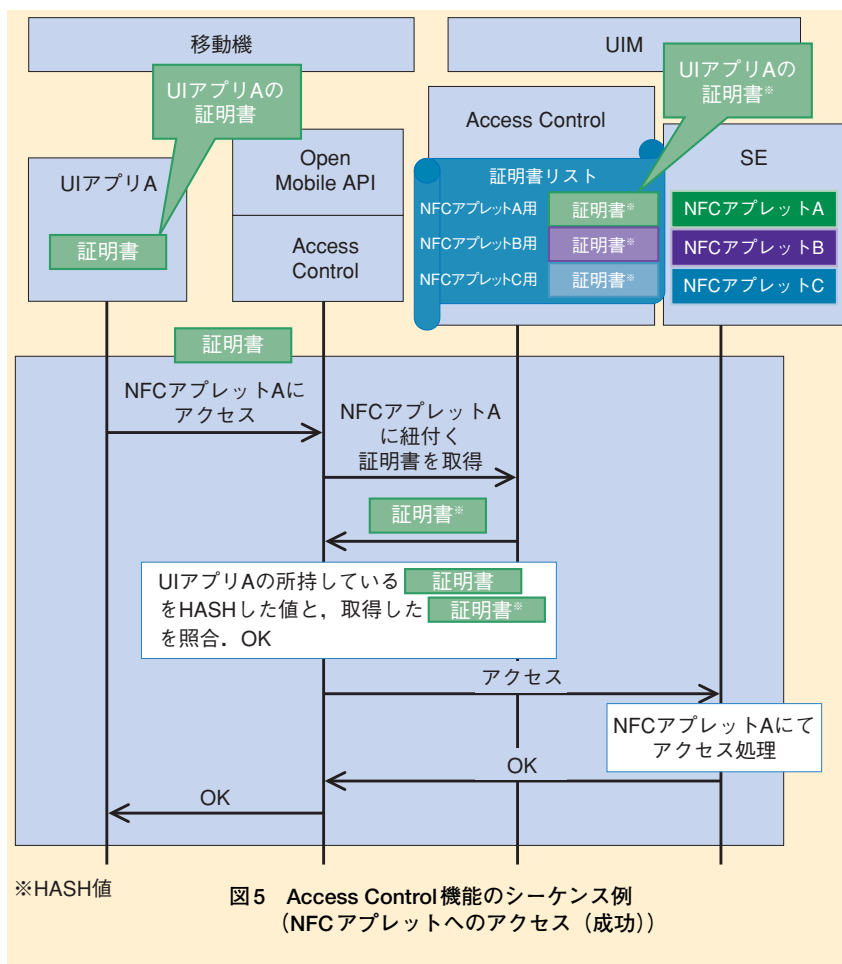 移動機
UIM
UIアプリAの
証明書
UIアプリAの
証明書※
UIアプリA
証明書
Open
Mobile API
Access
Control
Access Control
証明書リスト
NFCアプレットA用 証明書※
NFCアプレットB用 証明書※
NFCアプレットC用 証明書※
SE
NFCアプレットA
NFCアプレットB
NFCアプレットC
証明書
NFCアプレットAに
アクセス
NFCアプレットA
に紐付く
証明書を取得
証明書※
UIアプリAの所持している 証明書
をHASHした値と，取得した 証明書※
を照合．OK
アクセス
NFCアプレットAにて
アクセス処理
OK
OK
※HASH値
図5 Access Control機能のシーケンス例
（NFCアプレットへのアクセス（成功））